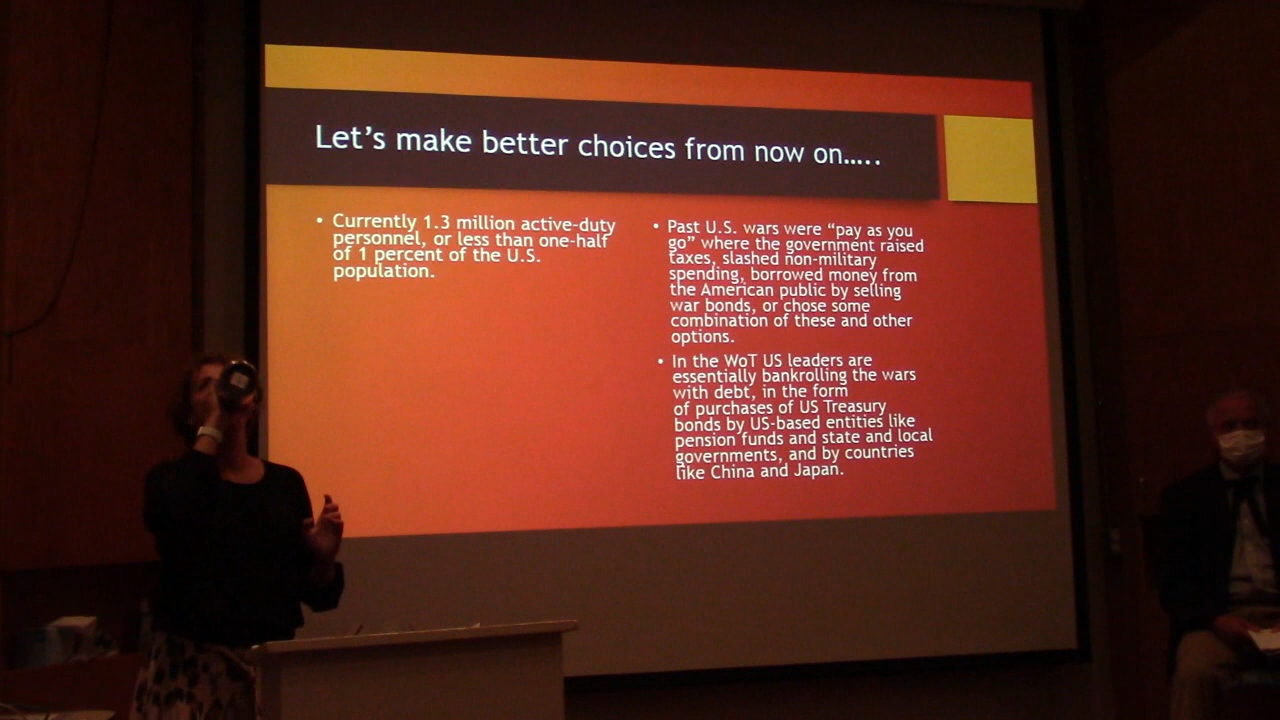 Let’s make better choices from now on…..
• Currently 1.3 million active-duty
personnel, or less than one-half
of 1 percent of the U.S.
population.
• Past U.S. wars were “pay as you
go” where the government raised
taxes, slashed non-military
spending, borrowed money from
the American public by selling
war bonds, or chose some
combination of these and other
options.
• In the WoT US leaders are
essentially bankrolling the wars
with debt, in the form
of purchases of US Treasury
bonds by US-based entities like
pension funds and state and local
governments, and by countries
like China and Japan.